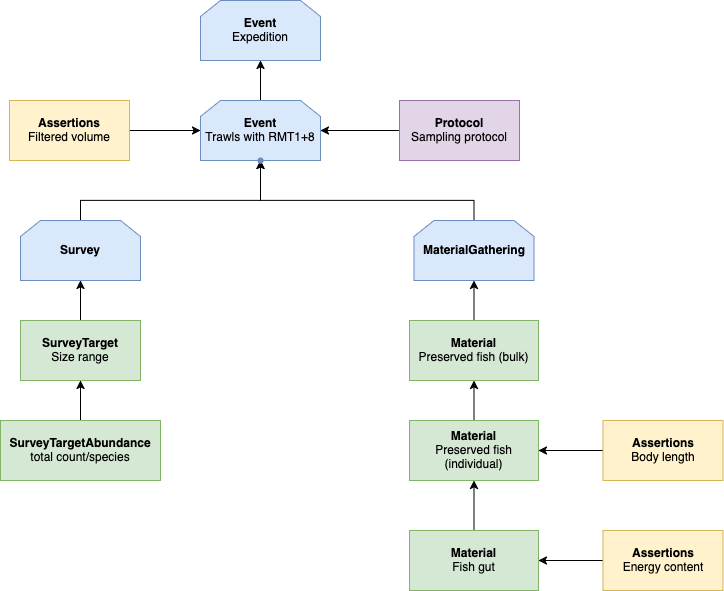 Event
Expedition
Assertions
Filtered volume
Event
Trawls with RMT1+8
Protocol
Sampling protocol
Survey
MaterialGathering
SurveyTarget
Size range
Material
Preserved fish (bulk)
SurveyTargetAbundance
total count/species
Material
Preserved fish
(individual)
Assertions
Body length
Material
Fish gut
Assertions
Energy content